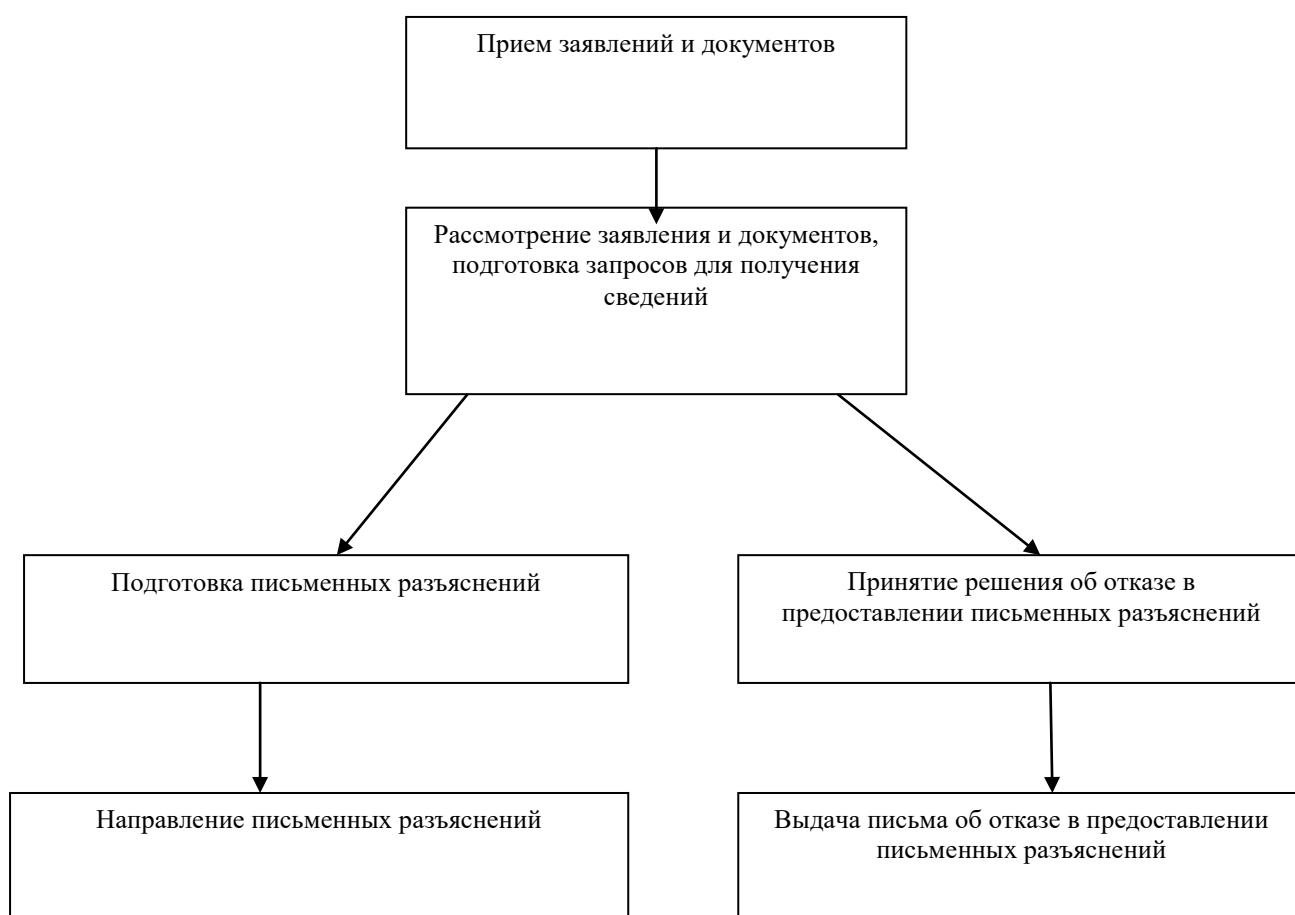 Прием заявлений и документов
Рассмотрение заявления и документов,
подготовка запросов для получения
сведений
Подготовка письменных разъяснений
Принятие решения об отказе в
предоставлении письменных разъяснений
Направление письменных разъяснений
Выдача письма об отказе в предоставлении
письменных разъяснений